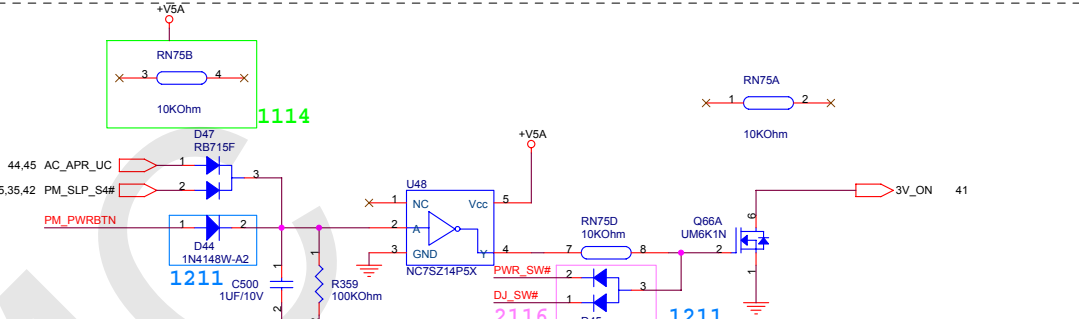 +V5A
RN75B
3 4
10KOhm
1114
RN75A
1 2
10KOhm
D47
RB715F
44,45 AC_APR_UC 1
3
5,35,42 PM_SLP_S4# 2
PM_PWRBTN 1 2
D44
1N4148W-A2
1211
C500
1UF/10V
1
2
1
R359
100KOhm
+V5A
U48
1 NC Vcc 5
2 A
3 GND Y 4
NC7SZ14P5X
RN75D
10KOhm
7 8
PWR_SW# 2
3
DJ_SW# 1
2116
D45
1211
Q66A
UM6K1N
6
2
1
3V_ON 41